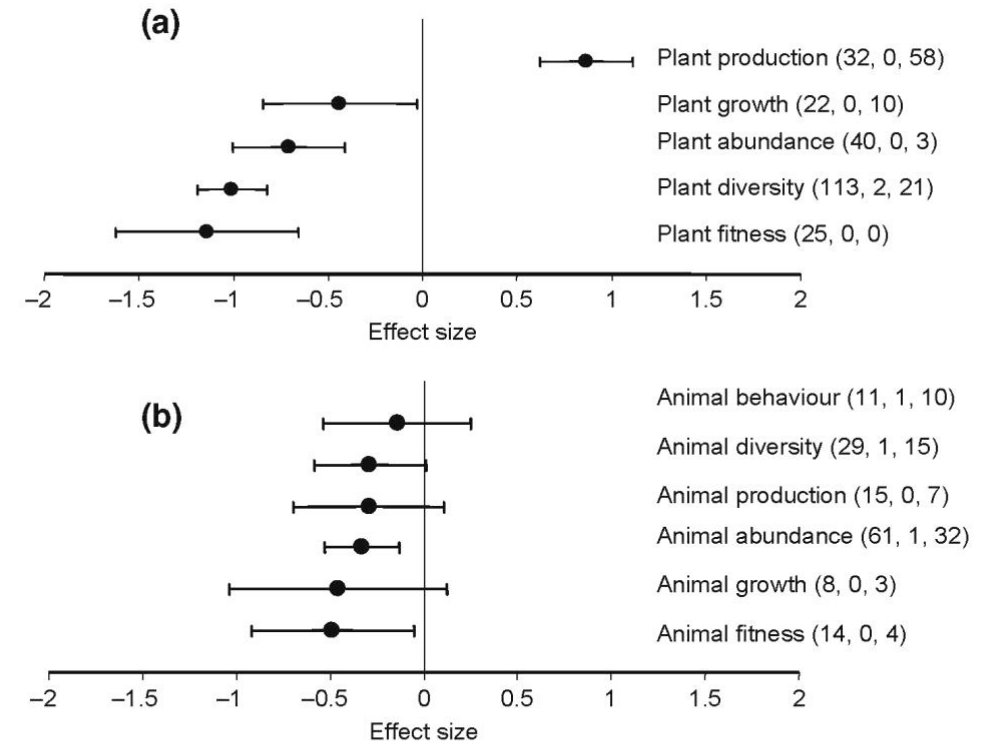 (a)
Plant production (32, 0, 58)
Plant growth (22, 0, 10)
Plant abundance (40, 0, 3)
Plant diversity (113, 2, 21)
Plant fitness (25, 0, 0)
–2 –1.5 –1 –0.5 0 0.5 1 1.5 2
Effect size
(b)
Animal behaviour (11, 1, 10)
Animal diversity (29, 1, 15)
Animal production (15, 0, 7)
Animal abundance (61, 1, 32)
Animal growth (8, 0, 3)
Animal fitness (14, 0, 4)
–2 –1.5 –1 –0.5 0 0.5 1 1.5 2
Effect size